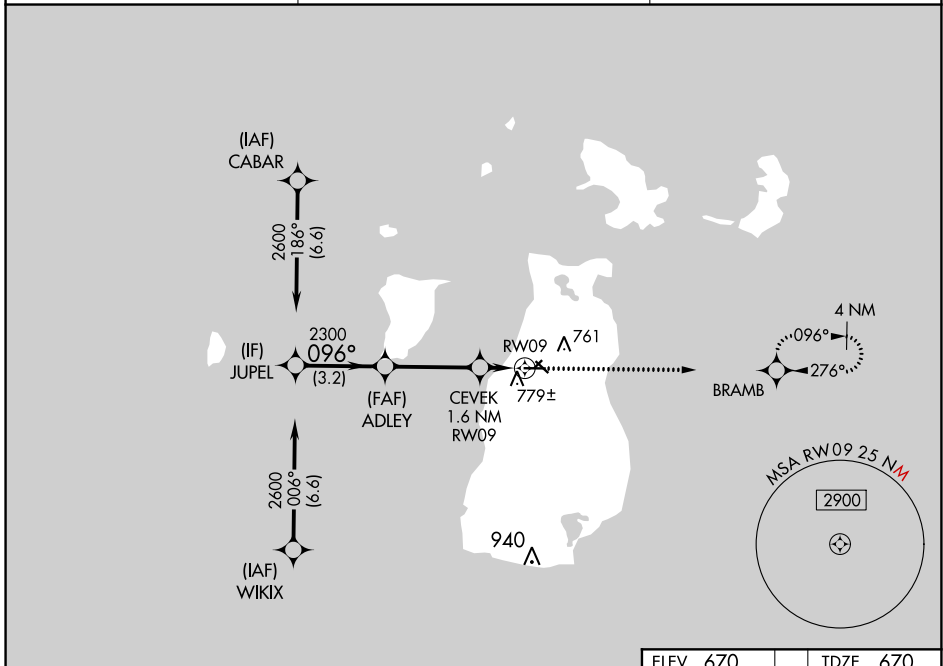 (IAF)
CABAR
2600
186°
(6.6)
4 NM
096°
276°
BRAMB
761
RW09
2300
096°
(3.2)
(IF)
JUPEL
(FAF)
ADLEY
CEVEK
1.6 NM
RW09
779±
MSA RW09 25 NM
2900
2600
006°
(6.6)
940
(IAF)
WIKIX
ELEV 670
TDZE 670